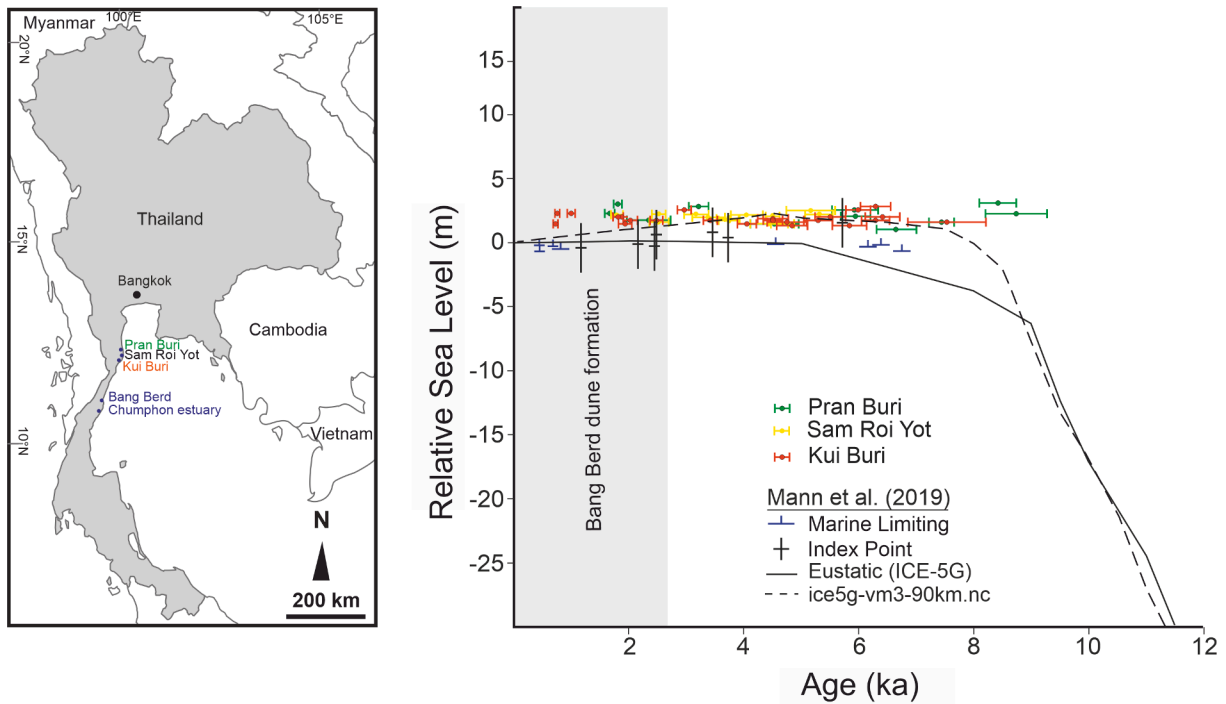 Myanmar
100°E
105°E
20°N
Thailand
15°N
Bangkok
Cambodia
Pran Buri
Sam Roi Yot
Kui Buri
Bang Berd
Chumphon estuary
10°N
Vietnam
N
200 km
Relative Sea Level (m)
15
10
5
0
-5
-10
-15
-20
-25
Bang Berd dune formation
Pran Buri
Sam Roi Yot
Kui Buri
Mann et al. (2019)
Marine Limiting
Index Point
Eustatic (ICE-5G)
ice5g-vm3-90km.nc
2 4 6 8 10 12
Age (ka)